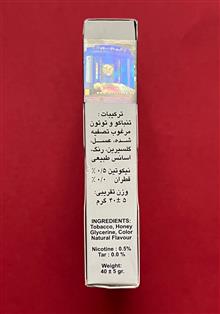 ترکیبات:
تنباکو و توتون
مرغوب تصفیه
شده، عسل،
گلسیرین، رنگ،
اسانس طبیعی
نیکوتین ۰/۵ ٪
قطران ۰/۰ ٪
وزن تقریبی:
۴۰±۵ گرم
INGREDIENTS:
Tobacco, Honey
Glycerine, Color
Natural Flavour
Nicotine : 0.5%
Tar : 0.0 %
Weight:
40 ± 5 gr.